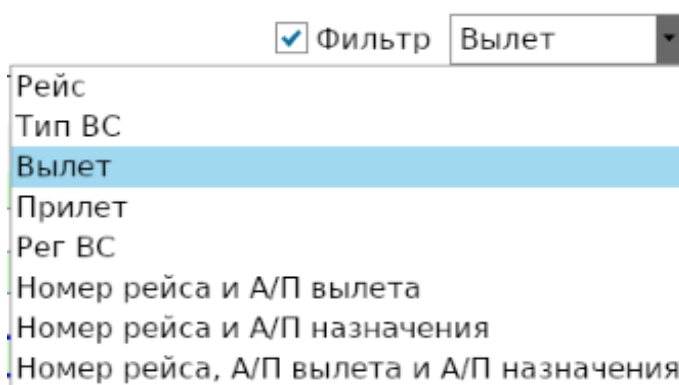 Фильтр Вылет
Рейс
Тип ВС
Вылет
Прилет
Рег ВС
Номер рейса и А/П вылета
Номер рейса и А/П назначения
Номер рейса, А/П вылета и А/П назначения